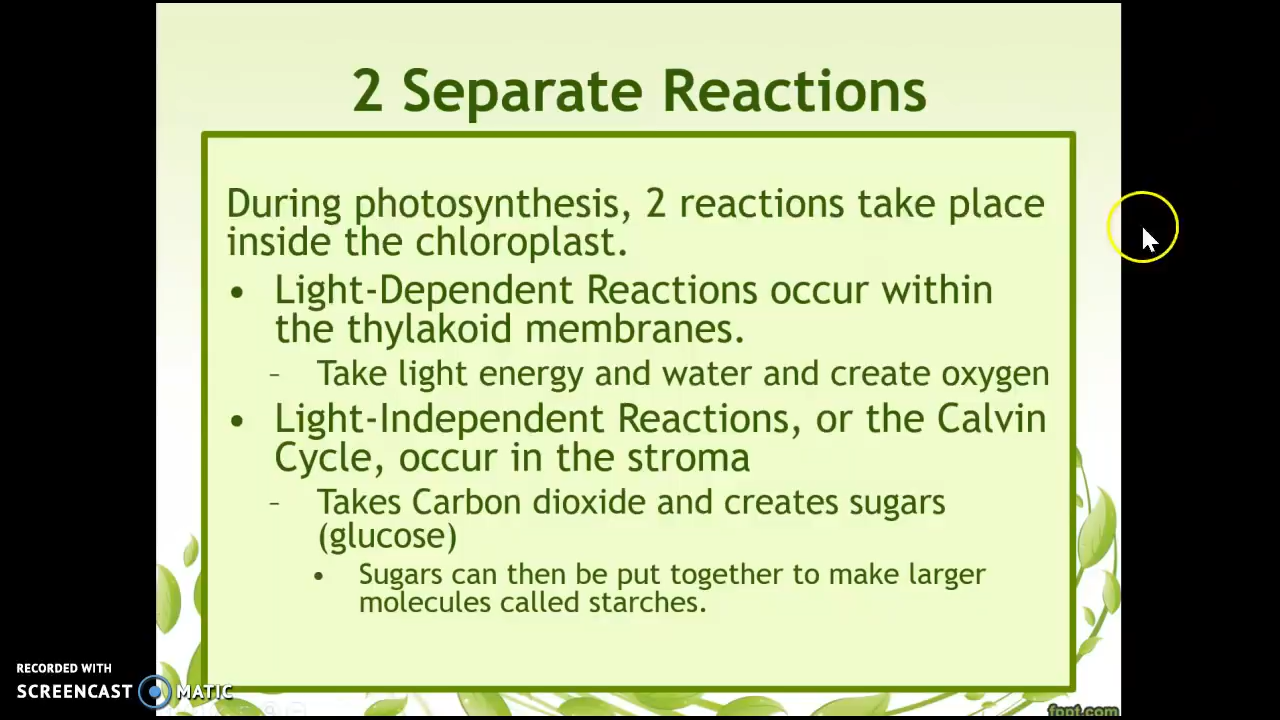 2 Separate Reactions
During photosynthesis, 2 reactions take place
inside the chloroplast.
• Light-Dependent Reactions occur within
the thylakoid membranes.
– Take light energy and water and create oxygen
• Light-Independent Reactions, or the Calvin
Cycle, occur in the stroma
– Takes Carbon dioxide and creates sugars
(glucose)
• Sugars can then be put together to make larger
molecules called starches.
RECORDED WITH
SCREENCAST MATIC
fppt.com